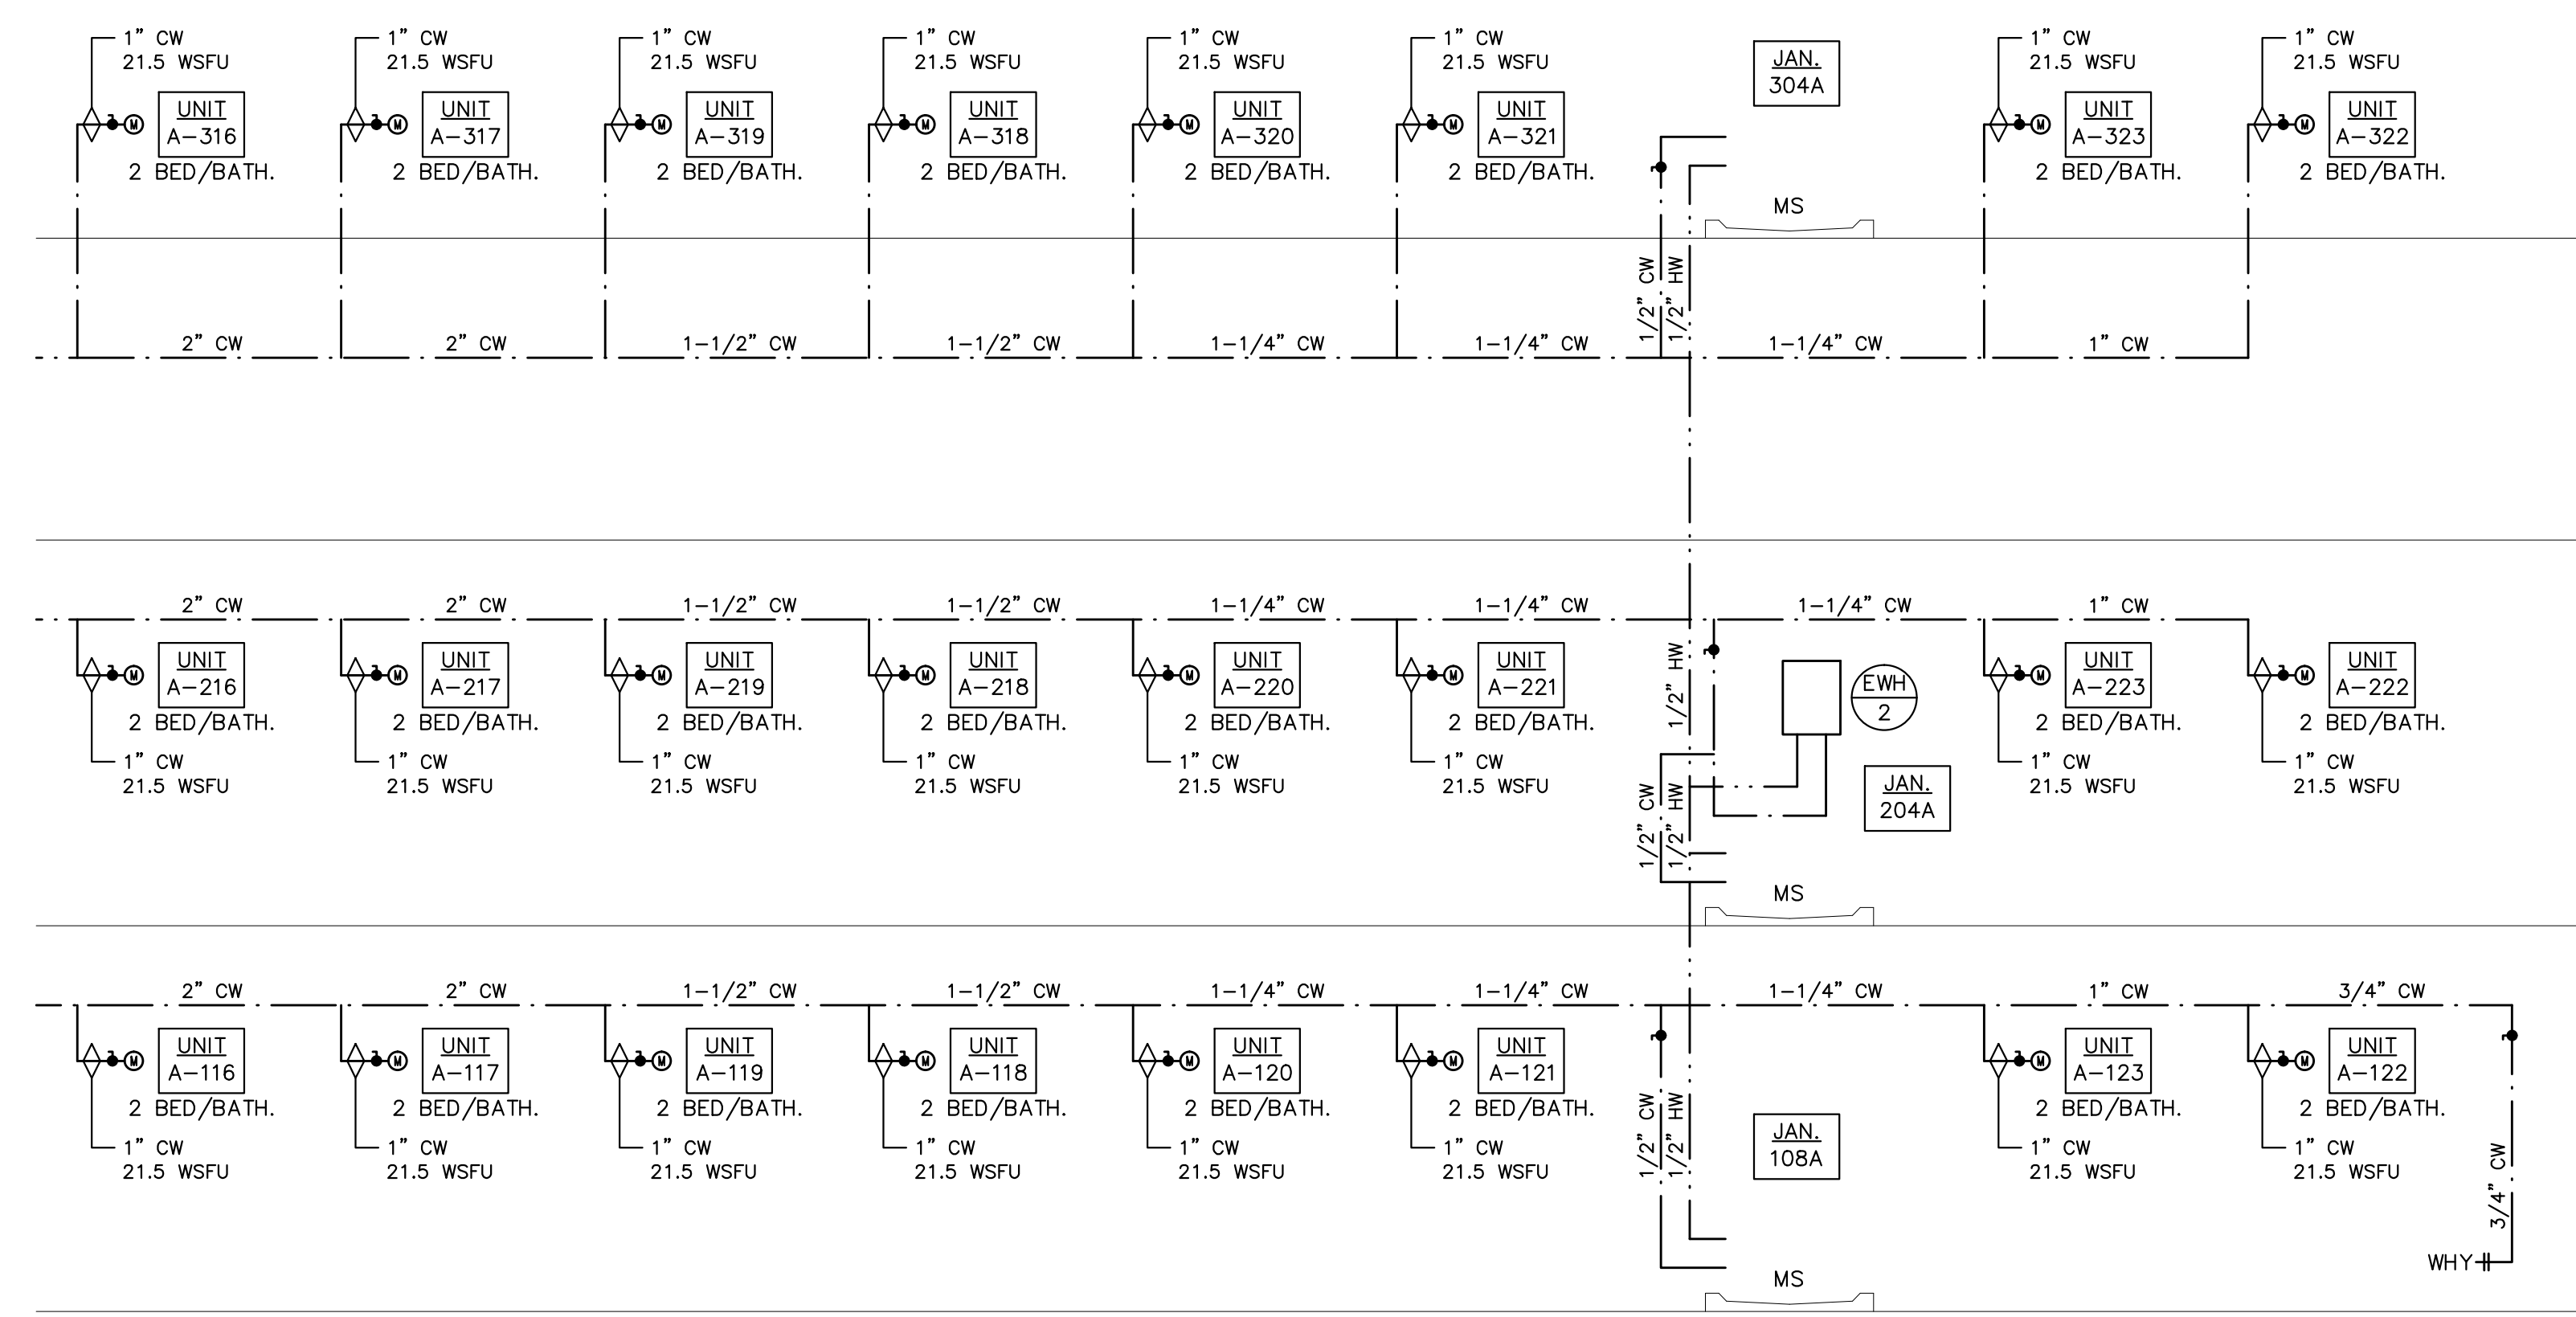 1” CW
21.5 WSFU
UNIT
A-316
2 BED/BATH.
1” CW
21.5 WSFU
UNIT
A-317
2 BED/BATH.
1” CW
21.5 WSFU
UNIT
A-319
2 BED/BATH.
1” CW
21.5 WSFU
UNIT
A-318
2 BED/BATH.
1” CW
21.5 WSFU
UNIT
A-320
2 BED/BATH.
1” CW
21.5 WSFU
UNIT
A-321
2 BED/BATH.
JAN.
304A
MS
1” CW
21.5 WSFU
UNIT
A-323
2 BED/BATH.
1” CW
21.5 WSFU
UNIT
A-322
2 BED/BATH.
M
M
M
M
M
M
M
M
1/2” CW
1/2” HW
2” CW
2” CW
1-1/2” CW
1-1/2” CW
1-1/4” CW
1-1/4” CW
1-1/4” CW
1” CW
2” CW
2” CW
1-1/2” CW
1-1/2” CW
1-1/4” CW
1-1/4” CW
1-1/4” CW
1” CW
M
M
M
M
M
M
M
M
UNIT
A-216
2 BED/BATH.
1” CW
21.5 WSFU
UNIT
A-217
2 BED/BATH.
1” CW
21.5 WSFU
UNIT
A-219
2 BED/BATH.
1” CW
21.5 WSFU
UNIT
A-218
2 BED/BATH.
1” CW
21.5 WSFU
UNIT
A-220
2 BED/BATH.
1” CW
21.5 WSFU
UNIT
A-221
2 BED/BATH.
1” CW
21.5 WSFU
1/2” HW
1/2” CW
1/2” HW
EWH
2
JAN.
204A
MS
UNIT
A-223
2 BED/BATH.
1” CW
21.5 WSFU
UNIT
A-222
2 BED/BATH.
1” CW
21.5 WSFU
2” CW
2” CW
1-1/2” CW
1-1/2” CW
1-1/4” CW
1-1/4” CW
1-1/4” CW
1” CW
3/4” CW
M
M
M
M
M
M
M
M
UNIT
A-116
2 BED/BATH.
1” CW
21.5 WSFU
UNIT
A-117
2 BED/BATH.
1” CW
21.5 WSFU
UNIT
A-119
2 BED/BATH.
1” CW
21.5 WSFU
UNIT
A-118
2 BED/BATH.
1” CW
21.5 WSFU
UNIT
A-120
2 BED/BATH.
1” CW
21.5 WSFU
UNIT
A-121
2 BED/BATH.
1” CW
21.5 WSFU
1/2” CW
1/2” HW
JAN.
108A
MS
UNIT
A-123
2 BED/BATH.
1” CW
21.5 WSFU
UNIT
A-122
2 BED/BATH.
1” CW
21.5 WSFU
3/4” CW
WHY